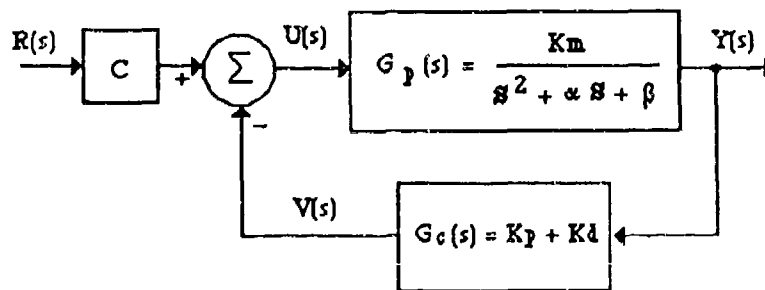 R(s)
C
+
Σ
−
U(s)
G p (s) = Km / s² + α s + β
Y(s)
V(s)
Gc(s) = Kp + Kd